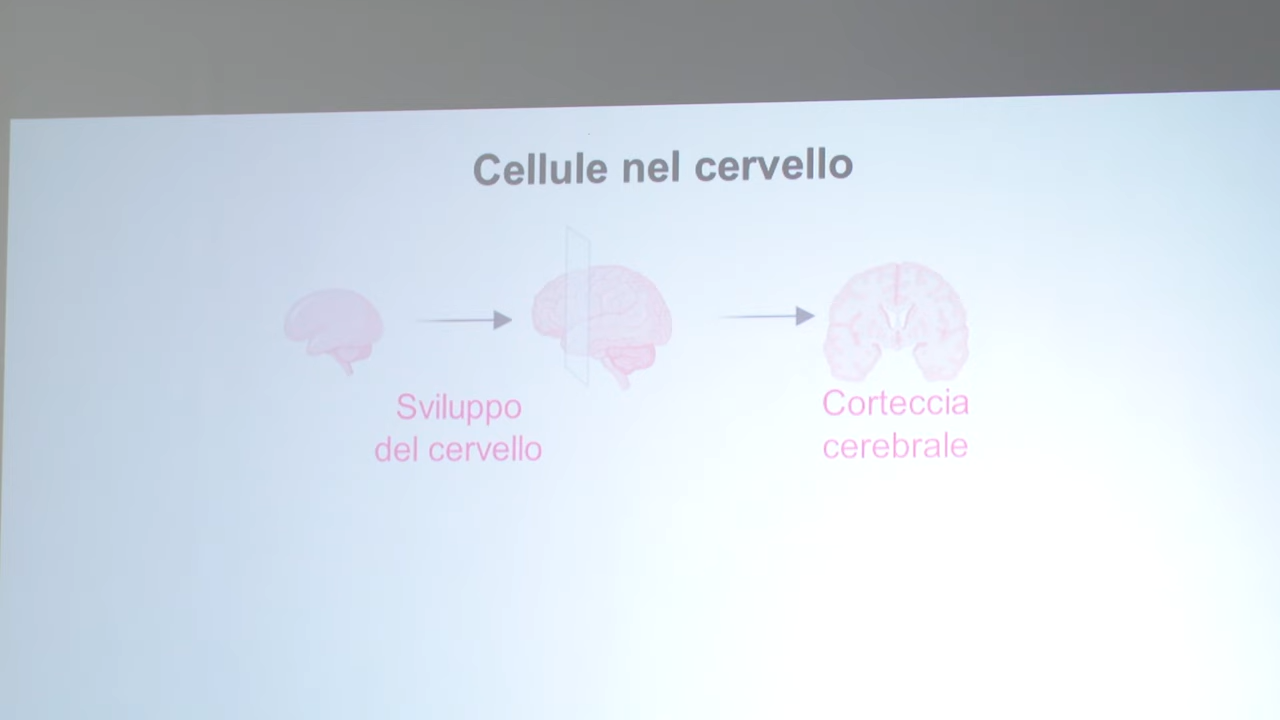 Cellule nel cervello
Sviluppo
del cervello
Corteccia
cerebrale